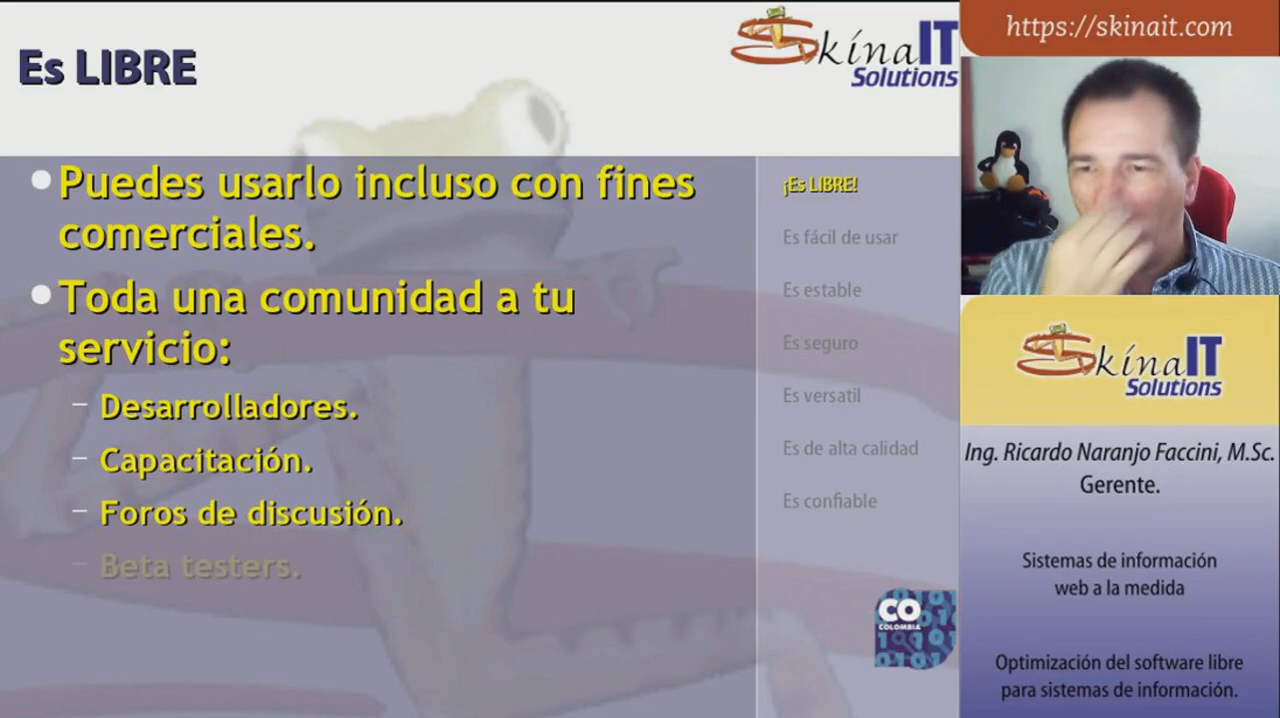 Es LIBRE
SkínaIT
Solutions
Puedes usarlo incluso con fines
comerciales.
Toda una comunidad a tu
servicio:
– Desarrolladores.
– Capacitación.
– Foros de discusión.
– Beta testers.
¡Es LIBRE!
Es fácil de usar
Es estable
Es seguro
Es versatil
Es de alta calidad
Es confiable
CO
COLOMBIA
https://skinait.com
SkínaIT
Solutions
Ing. Ricardo Naranjo Faccini, M.Sc.
Gerente.
Sistemas de información
web a la medida
Optimización del software libre
para sistemas de información.